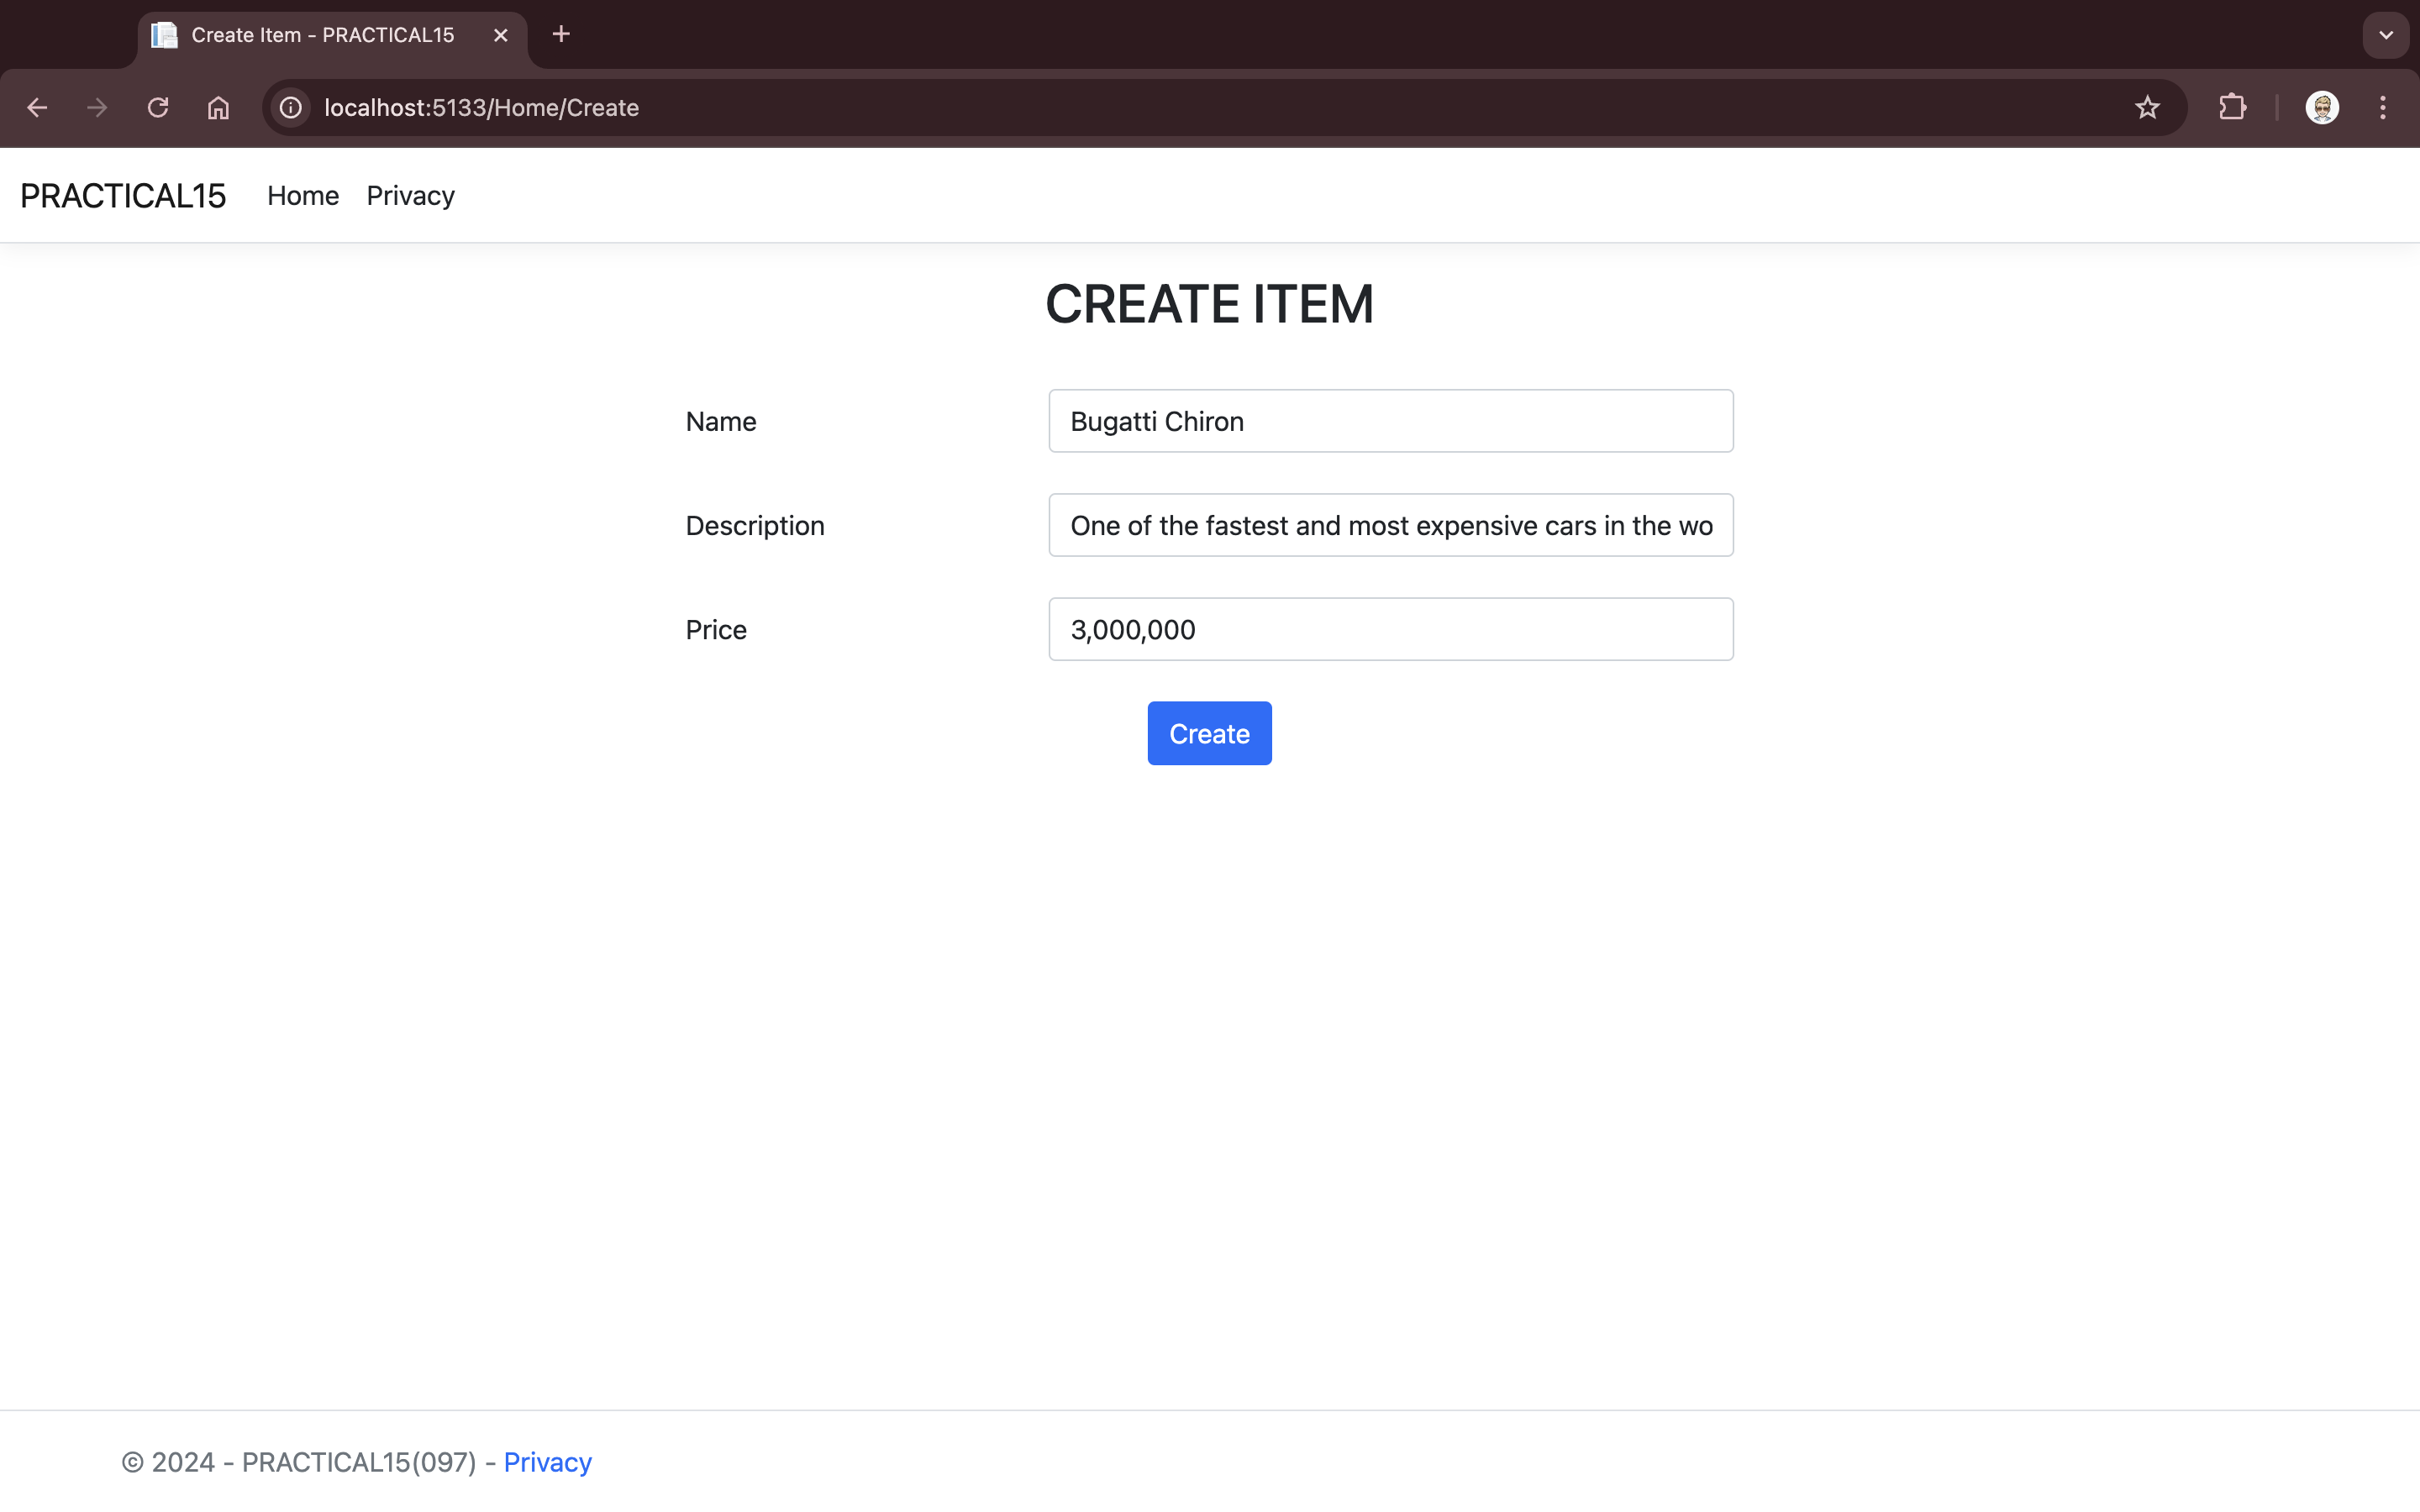 Create Item - PRACTICAL15
localhost:5133/Home/Create
PRACTICAL15 Home Privacy
CREATE ITEM
Name Bugatti Chiron
Description One of the fastest and most expensive cars in the wo
Price 3,000,000
Create
© 2024 - PRACTICAL15(097) - Privacy